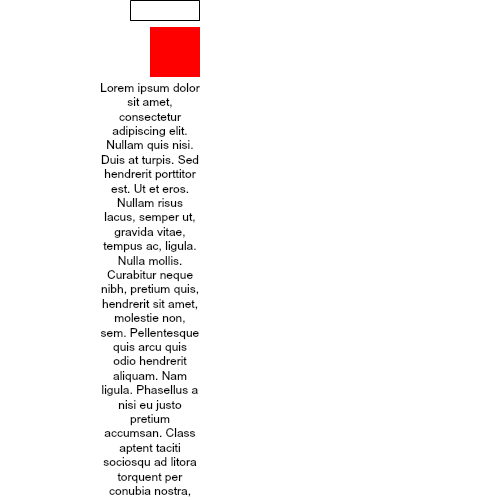 Lorem ipsum dolor
sit amet,
consectetur
adipiscing elit.
Nullam quis nisi.
Duis at turpis. Sed
hendrerit porttitor
est. Ut et eros.
Nullam risus
lacus, semper ut,
gravida vitae,
tempus ac, ligula.
Nulla mollis.
Curabitur neque
nibh, pretium quis,
hendrerit sit amet,
molestie non,
sem. Pellentesque
quis arcu quis
odio hendrerit
aliquam. Nam
ligula. Phasellus a
nisi eu justo
pretium
accumsan. Class
aptent taciti
sociosqu ad litora
torquent per
conubia nostra,